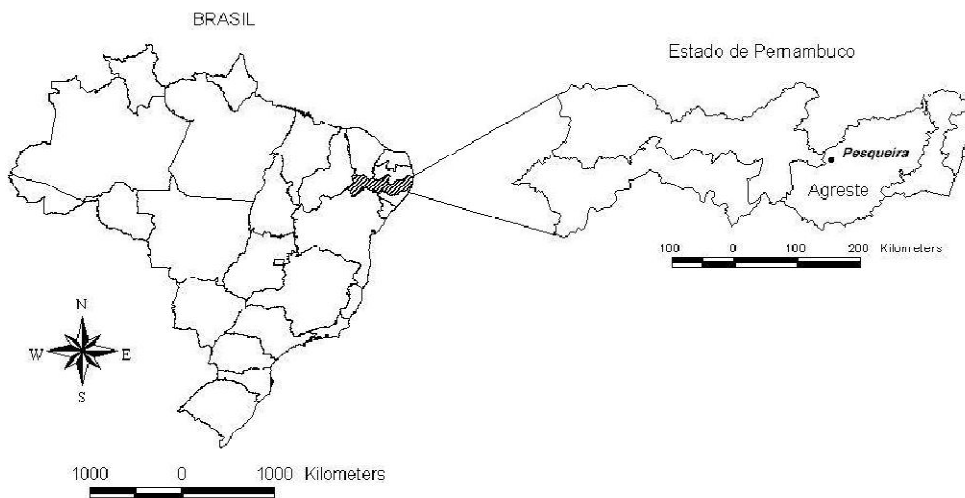 BRASIL
Estado de Pernambuco
Pesqueira
Agreste
100 0 100 200 Kilometers
N
W E
S
1000 0 1000 Kilometers